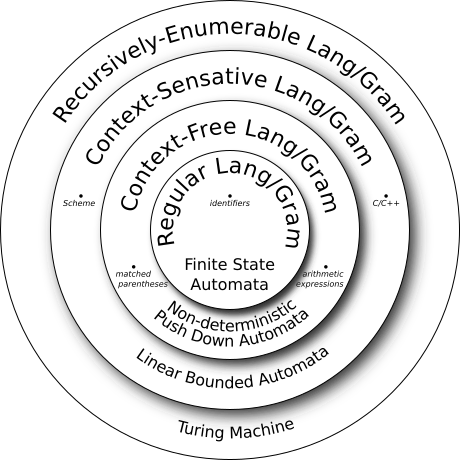 Recursively-Enumerable Lang/Gram
Context-Sensative Lang/Gram
Context-Free Lang/Gram
Regular Lang/Gram
Scheme
identifiers
C/C++
Finite State
Automata
matched
parentheses
arithmetic
expressions
Non-deterministic
Push Down Automata
Linear Bounded Automata
Turing Machine